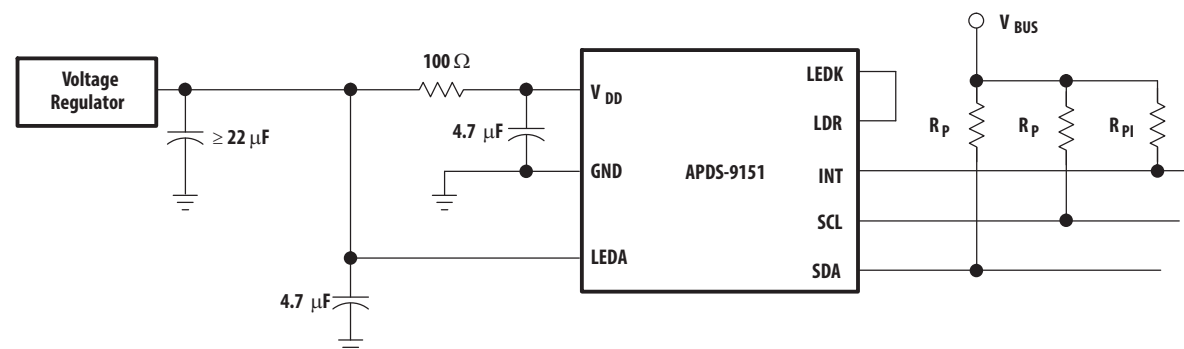 V BUS
Voltage
Regulator
100 Ω
≥ 22 μF
4.7 μF
V DD
GND
LEDA
APDS-9151
LEDK
LDR
INT
SCL
SDA
R P
R P
R PI
4.7 μF